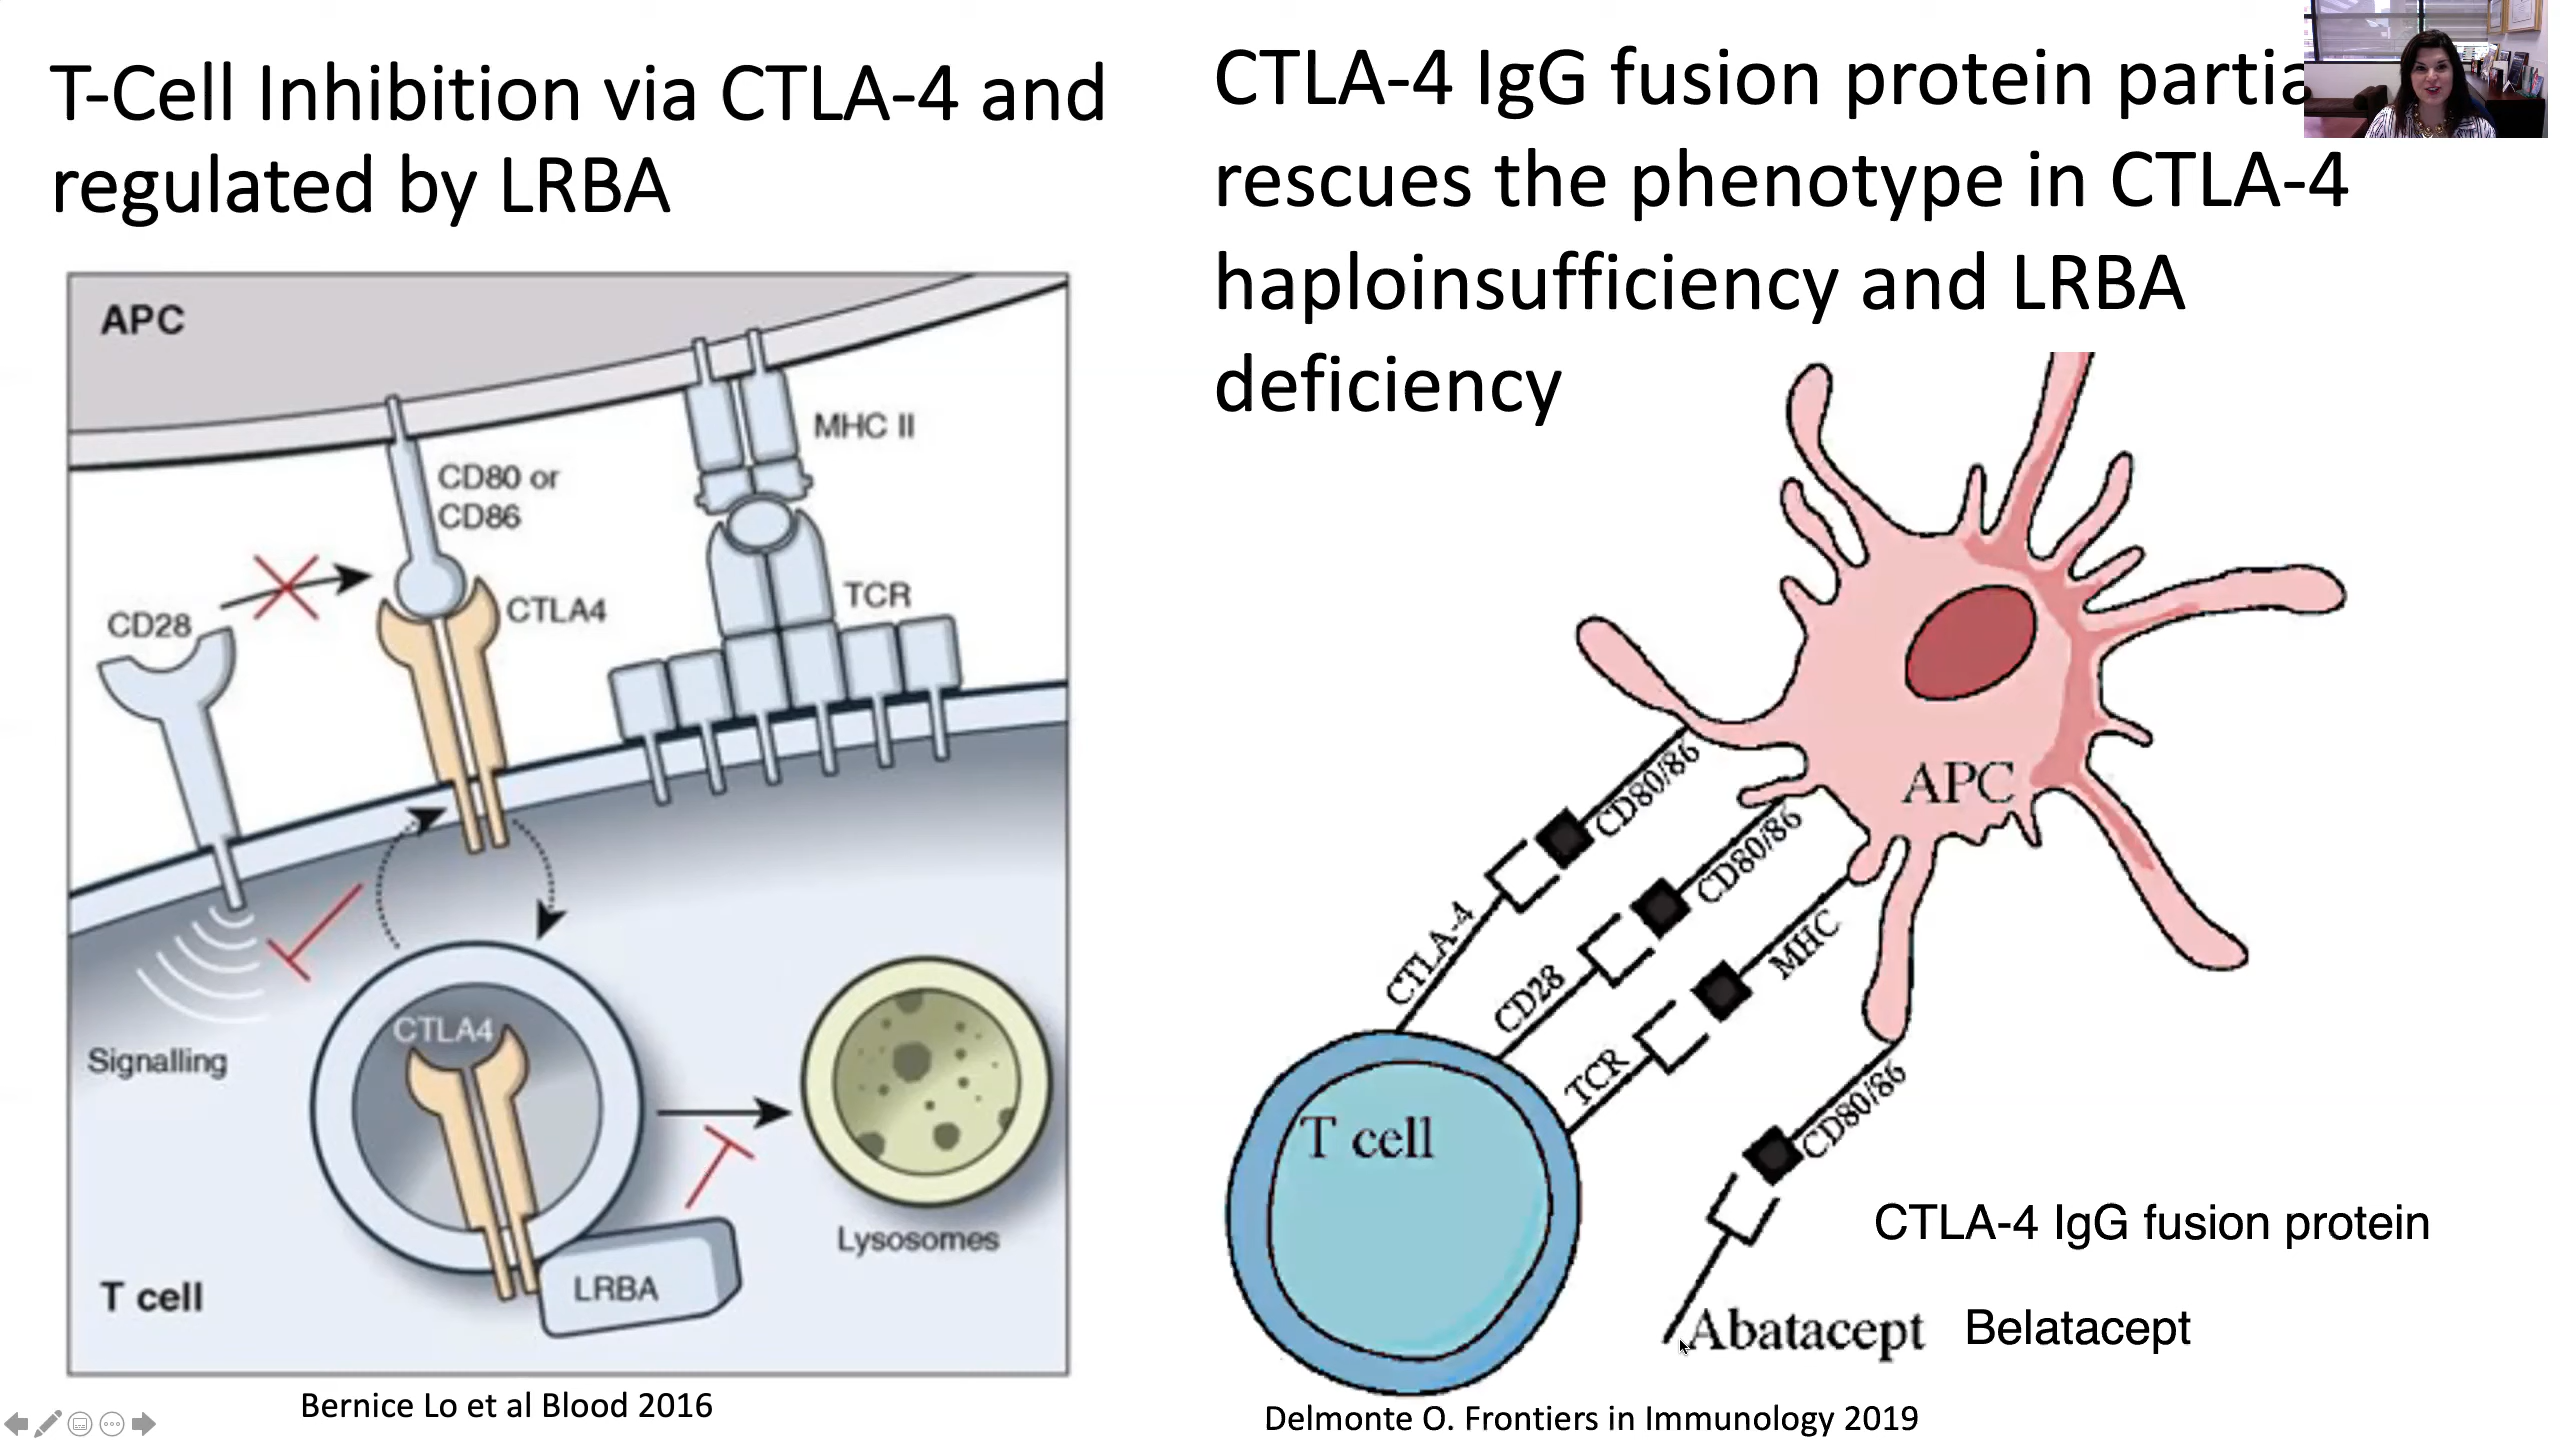 T-Cell Inhibition via CTLA-4 and
regulated by LRBA
APC
MHC II
CD80 or
CD86
CD28
CTLA4
TCR
CTLA4
Signalling
Lysosomes
LRBA
T cell
Bernice Lo et al Blood 2016
CTLA-4 IgG fusion protein
rescues the phenotype in CTLA-4
haploinsufficiency and LRBA
deficiency
APC
CD80/86
CTLA-4
CD80/86
CD28
MHC
TCR
CD80/86
T cell
CTLA-4 IgG fusion protein
Abatacept Belatacept
Delmonte O. Frontiers in Immunology 2019